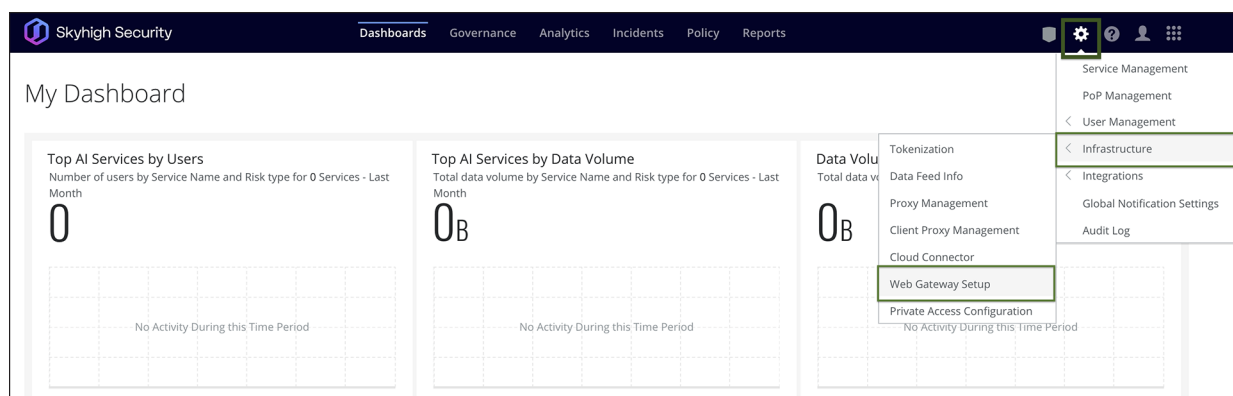 Skyhigh Security
Dashboards Governance Analytics Incidents Policy Reports
My Dashboard
Service Management
PoP Management
User Management
Infrastructure
Integrations
Global Notification Settings
Audit Log
Tokenization
Data Feed Info
Proxy Management
Client Proxy Management
Cloud Connector
Web Gateway Setup
Private Access Configuration
Top AI Services by Users
Number of users by Service Name and Risk type for 0 Services - Last
Month
0
No Activity During this Time Period
Top AI Services by Data Volume
Total data volume by Service Name and Risk type for 0 Services - Last
Month
0B
No Activity During this Time Period
Data Volu
Total data vo
0B
No Activity During this Time Period